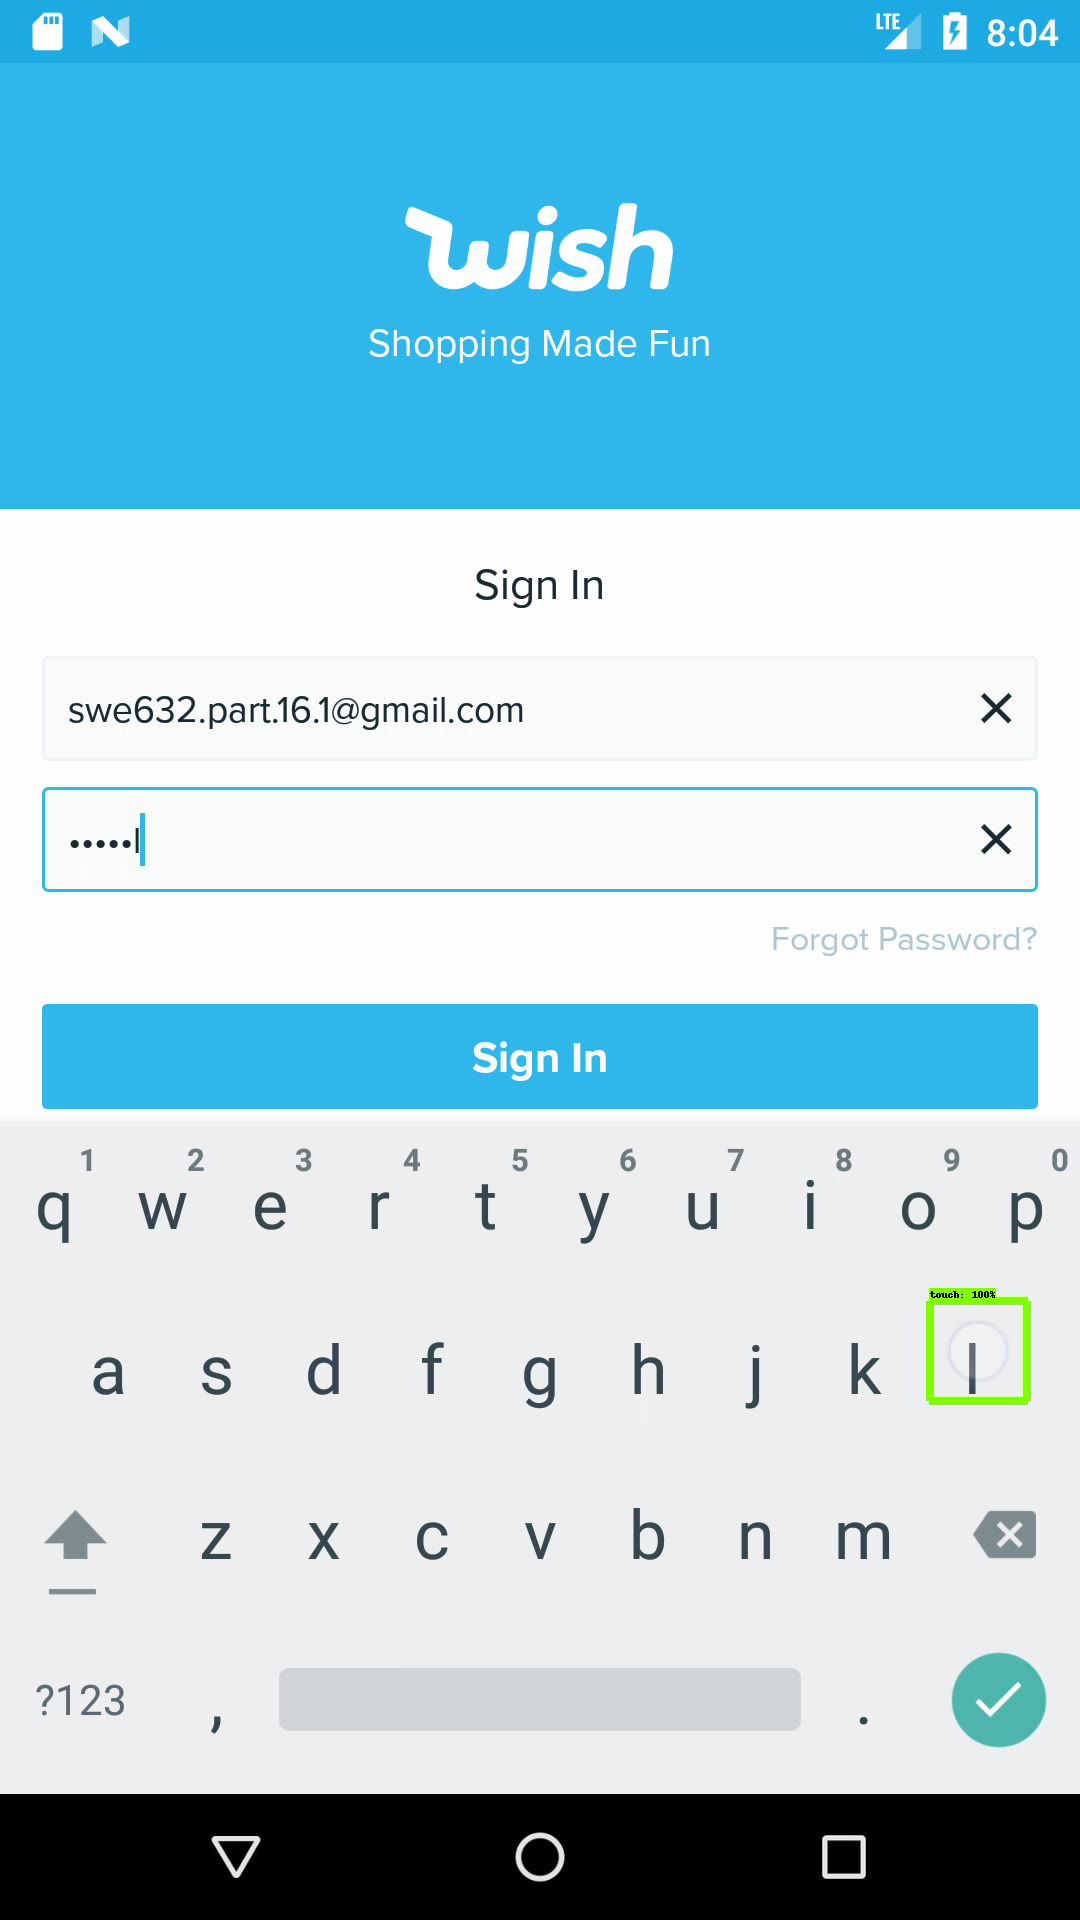 LTE 8:04
wish
Shopping Made Fun
Sign In
swe632.part.16.1@gmail.com
•••••l
Forgot Password?
Sign In
1 2 3 4 5 6 7 8 9 0
q w e r t y u i o p
touch: 100%
a s d f g h j k l
z x c v b n m
?123 , .